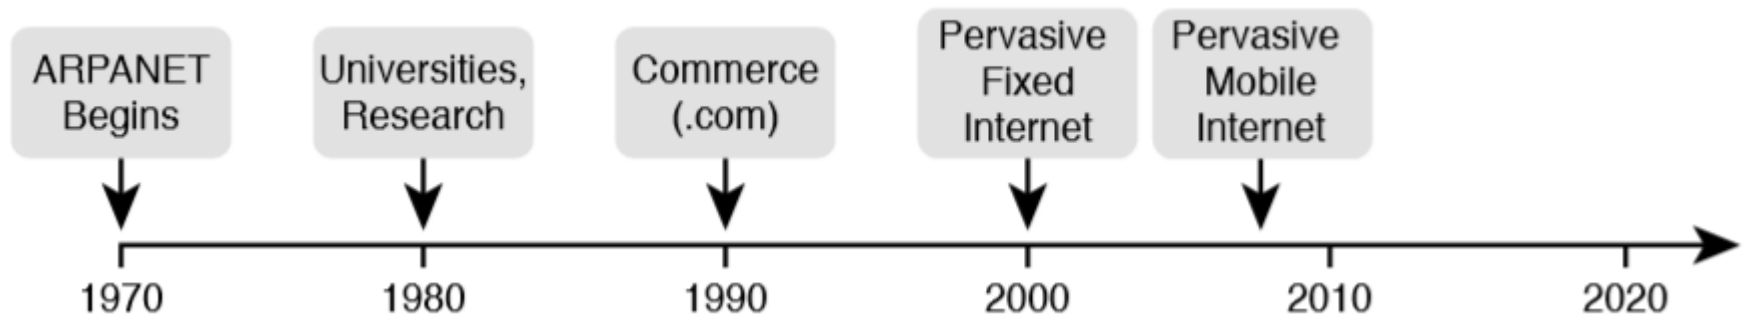 ARPANET
Begins
Universities,
Research
Commerce
(.com)
Pervasive
Fixed
Internet
Pervasive
Mobile
Internet
1970
1980
1990
2000
2010
2020